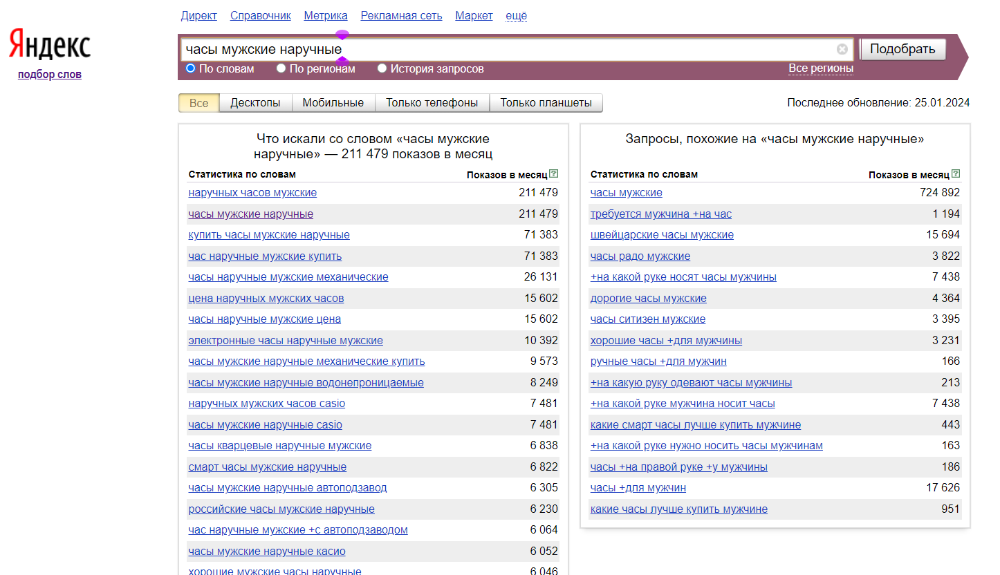 Директ Справочник Метрика Рекламная сеть Маркет ещё
Яндекс
подбор слов
часы мужские наручные
Подобрать
По словам По регионам История запросов Все регионы
Все Десктопы Мобильные Только телефоны Только планшеты
Последнее обновление: 25.01.2024
Что искали со словом «часы мужские
наручные» — 211 479 показов в месяц
Статистика по словам Показов в месяц ?
наручных часов мужские 211 479
часы мужские наручные 211 479
купить часы мужские наручные 71 383
час наручные мужские купить 71 383
часы наручные мужские механические 26 131
цена наручных мужских часов 15 602
часы наручные мужские цена 15 602
электронные часы наручные мужские 10 392
часы мужские наручные механические купить 9 573
часы мужские наручные водонепроницаемые 8 249
наручных мужских часов casio 7 481
часы мужские наручные casio 7 481
часы кварцевые наручные мужские 6 838
смарт часы мужские наручные 6 822
часы мужские наручные автоподзавод 6 305
российские часы мужские наручные 6 230
час наручные мужские +с автоподзаводом 6 064
часы мужские наручные касио 6 052
хорошие мужские часы наручные 6 046
Запросы, похожие на «часы мужские наручные»
Статистика по словам Показов в месяц ?
часы мужские 724 892
требуется мужчина +на час 1 194
швейцарские часы мужские 15 694
часы радо мужские 3 822
+на какой руке носят часы мужчины 7 438
дорогие часы мужские 4 364
часы ситизен мужские 3 395
хорошие часы +для мужчины 3 231
ручные часы +для мужчин 166
+на какую руку одевают часы мужчины 213
+на какой руке мужчина носит часы 7 438
какие смарт часы лучше купить мужчине 443
+на какой руке нужно носить часы мужчинам 163
часы +на правой руке +у мужчины 186
часы +для мужчин 17 626
какие часы лучше купить мужчине 951